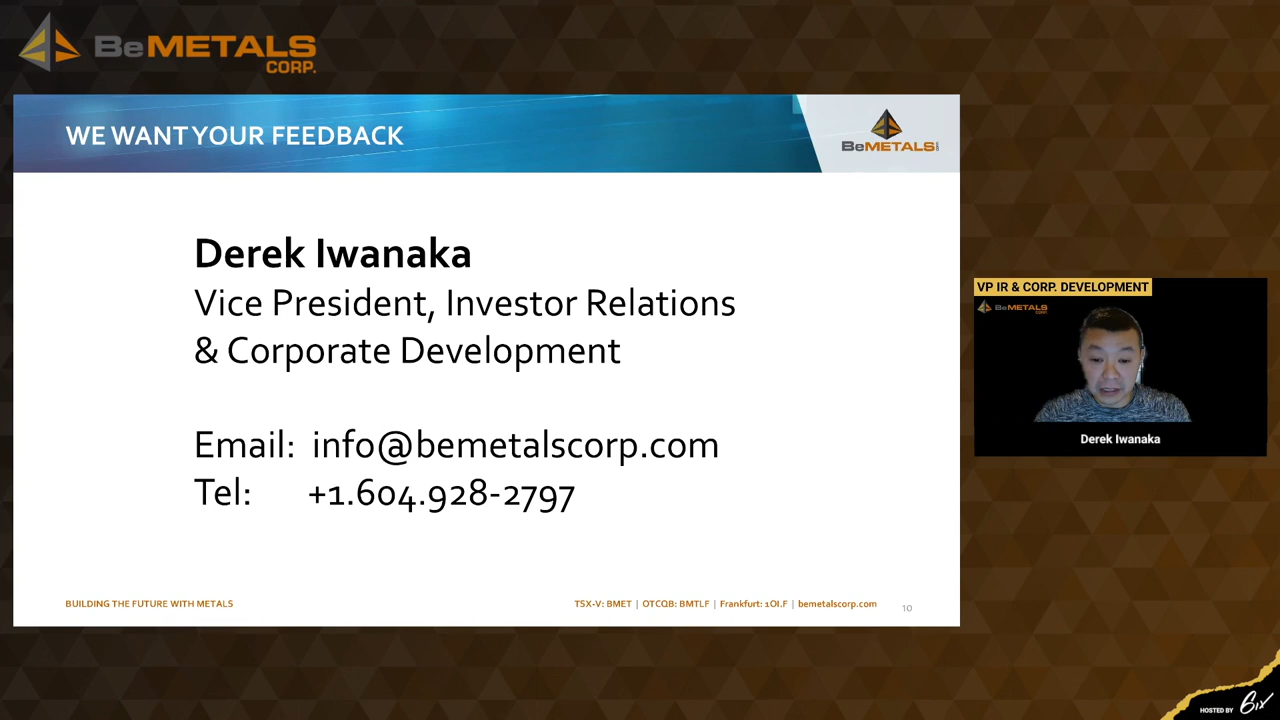 BeMETALS
CORP.
WE WANT YOUR FEEDBACK
BeMETALS
Derek Iwanaka
Vice President, Investor Relations
& Corporate Development
Email: info@bemetalscorp.com
Tel: +1.604.928-2797
BUILDING THE FUTURE WITH METALS
TSX-V: BMET | OTCQB: BMTLF | Frankfurt: 1OI.F | bemetalscorp.com
10
VP IR & CORP. DEVELOPMENT
BeMETALS
CORP.
Derek Iwanaka
HOSTED BY 6ix